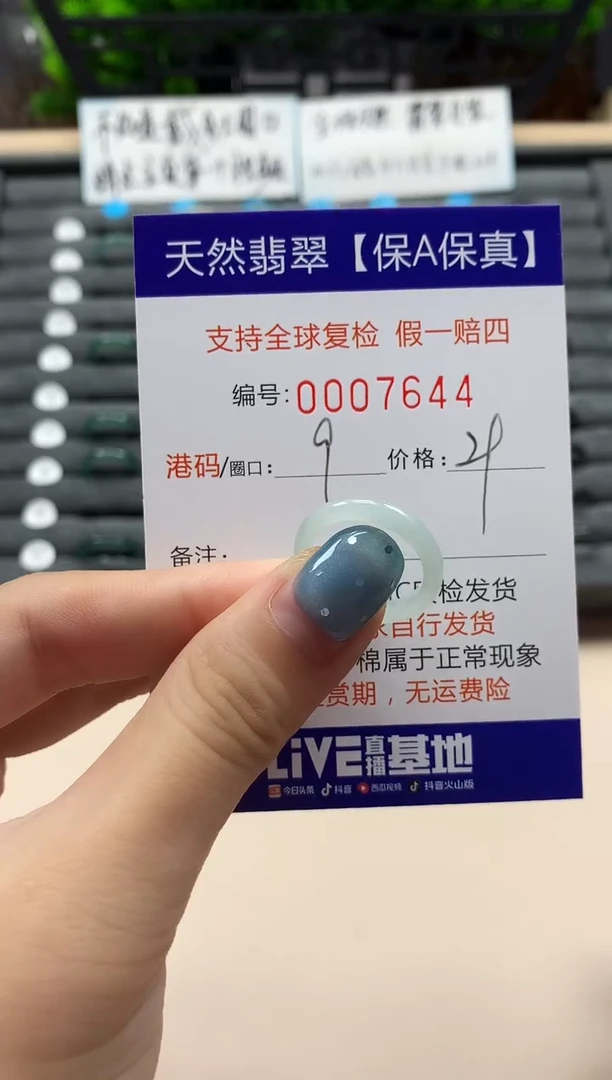 天然翡翠【保A保真】
支持全球复检 假一赔四
编号:0007644
港码/圈口: 9 价格:
备注:
检发货
自行发货
棉属于正常现象
赏期，无运费险
LiVE直播基地
今日头条 抖音 西瓜视频 抖音火山版